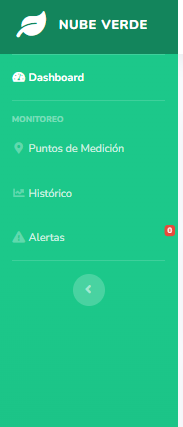 NUBE VERDE
Dashboard
MONITOREO
Puntos de Medición
Histórico
Alertas 0